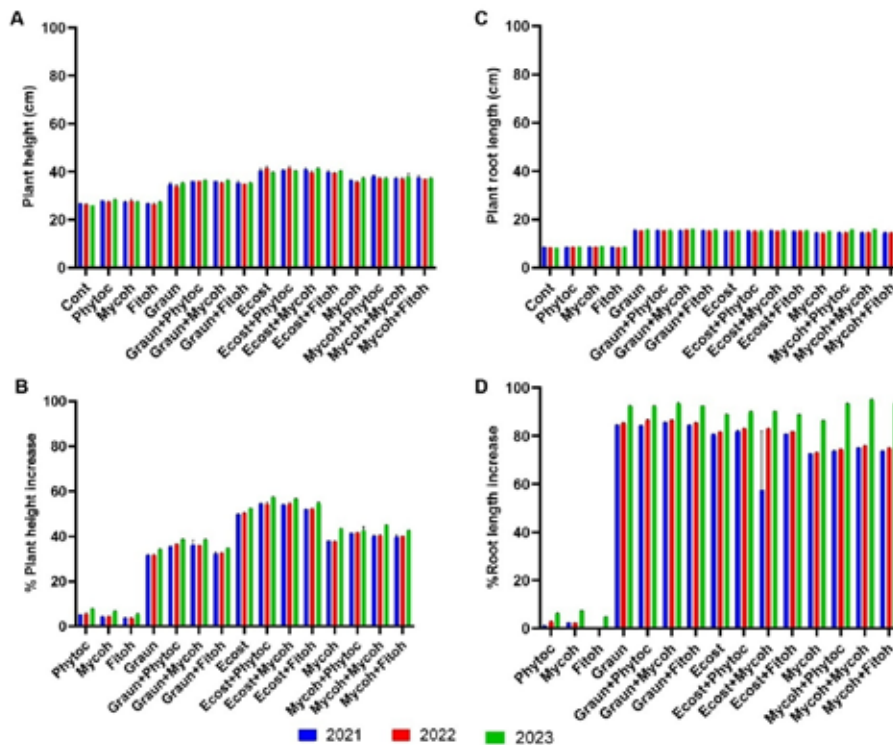 A
Plant height (cm)
100
80
60
40
20
0
Cont
Phytoc
Mycoh
Fitoh
Graun
Graun+Phytoc
Graun+Mycoh
Graun+Fitoh
Ecost
Ecost+Phytoc
Ecost+Mycoh
Ecost+Fitoh
Mycoh
Mycoh+Phytoc
Mycoh+Mycoh
Mycoh+Fitoh
C
Plant root length (cm)
100
80
60
40
20
0
Cont
Phytoc
Mycoh
Fitoh
Graun
Graun+Phytoc
Graun+Mycoh
Graun+Fitoh
Ecost
Ecost+Phytoc
Ecost+Mycoh
Ecost+Fitoh
Mycoh
Mycoh+Phytoc
Mycoh+Mycoh
Mycoh+Fitoh
B
% Plant height increase
100
80
60
40
20
0
Phytoc
Mycoh
Fitoh
Graun
Graun+Phytoc
Graun+Mycoh
Graun+Fitoh
Ecost
Ecost+Phytoc
Ecost+Mycoh
Ecost+Fitoh
Mycoh
Mycoh+Phytoc
Mycoh+Mycoh
Mycoh+Fitoh
D
%Root length increase
100
80
60
40
20
0
Phytoc
Mycoh
Fitoh
Graun
Graun+Phytoc
Graun+Mycoh
Graun+Fitoh
Ecost
Ecost+Phytoc
Ecost+Mycoh
Ecost+Fitoh
Mycoh
Mycoh+Phytoc
Mycoh+Mycoh
Mycoh+Fitoh
2021 2022 2023